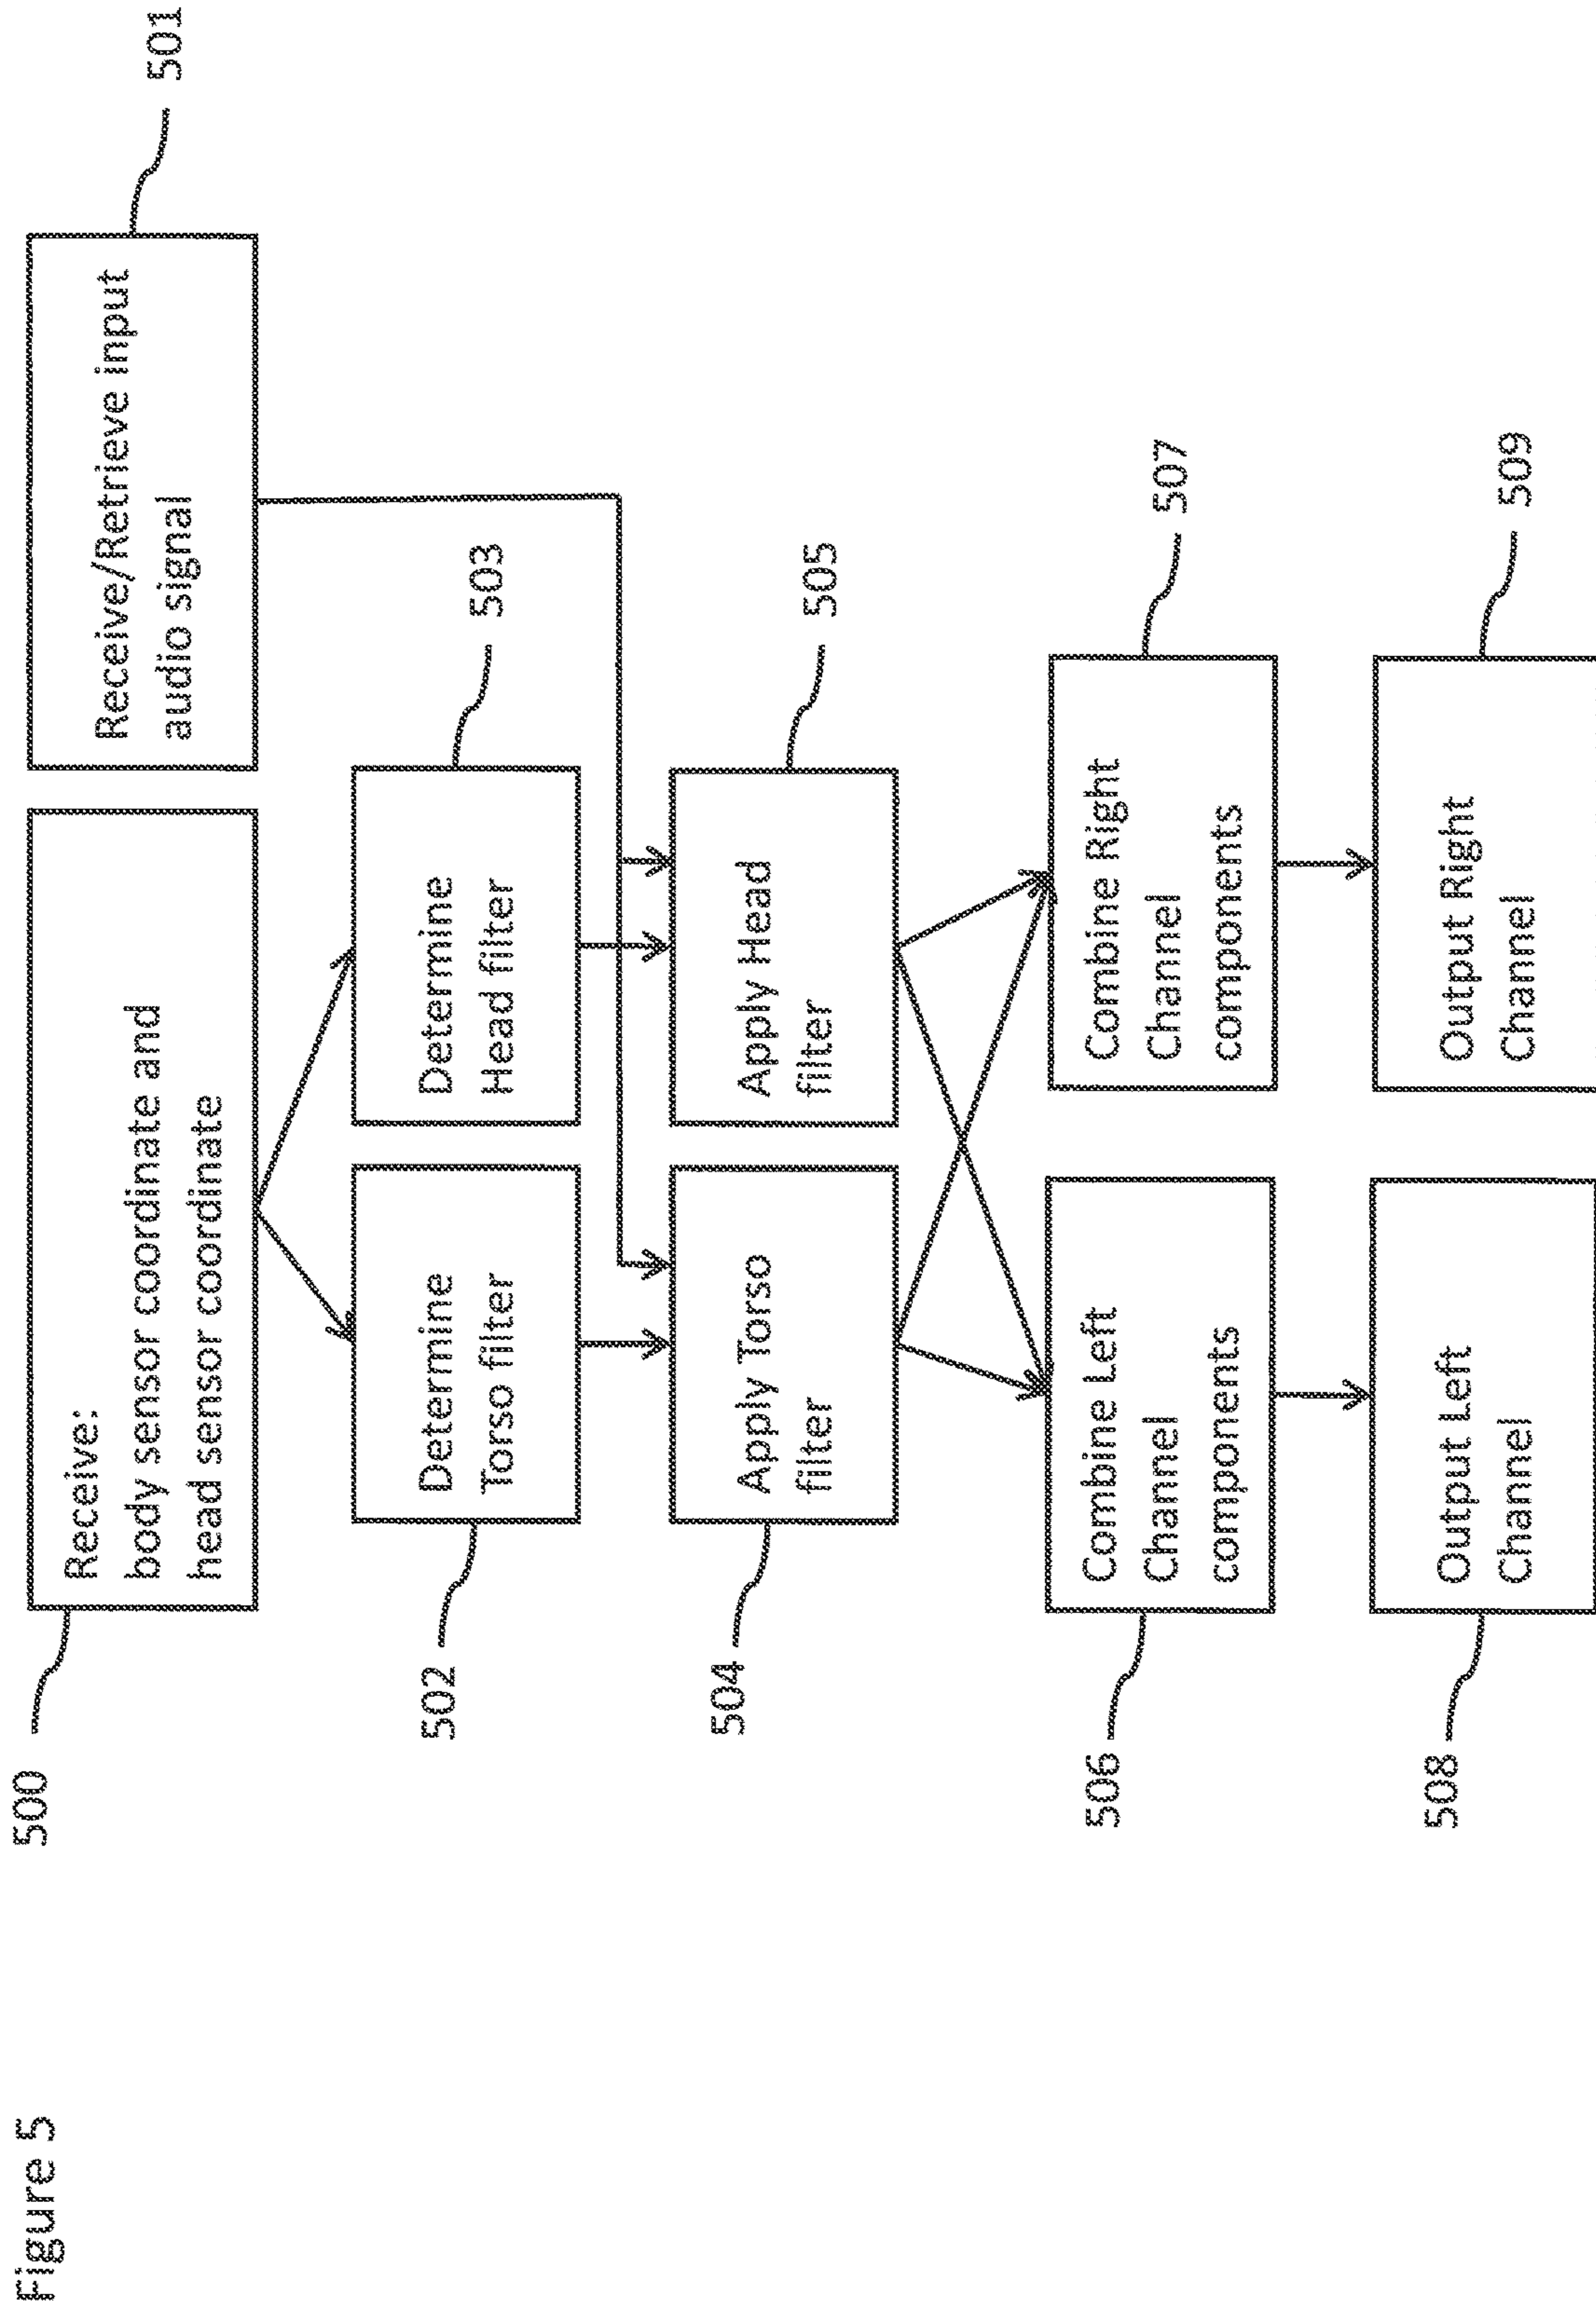 Figure 5
500
Receive:
body sensor coordinate and
head sensor coordinate
Receive/Retrieve input
audio signal
501
502
Determine
Torso filter
Determine
Head filter
503
504
Apply Torso
filter
Apply Head
filter
505
506
Combine Left
Channel
components
Combine Right
Channel
components
507
508
Output Left
Channel
Output Right
Channel
509